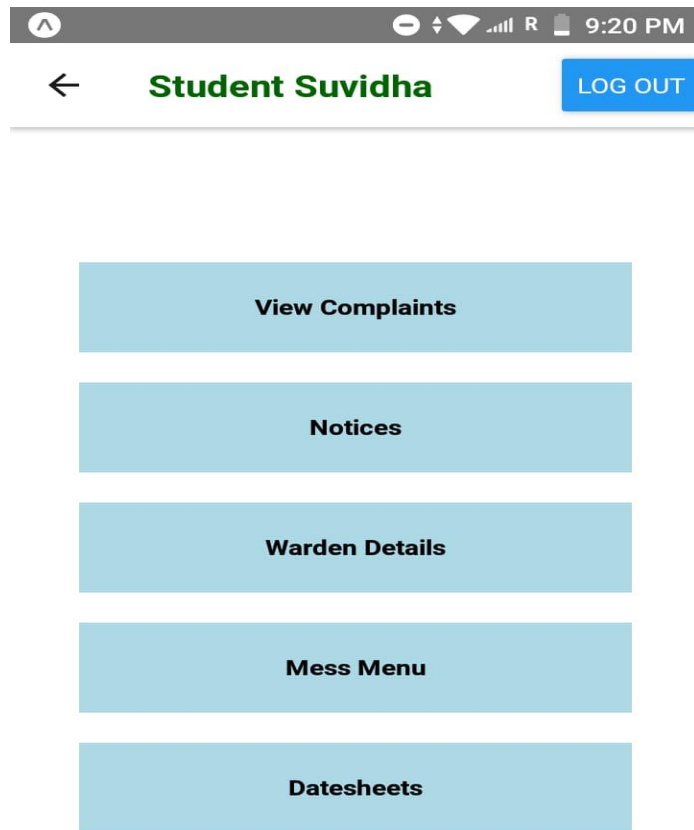 R 9:20 PM
Student Suvidha LOG OUT
View Complaints
Notices
Warden Details
Mess Menu
Datesheets